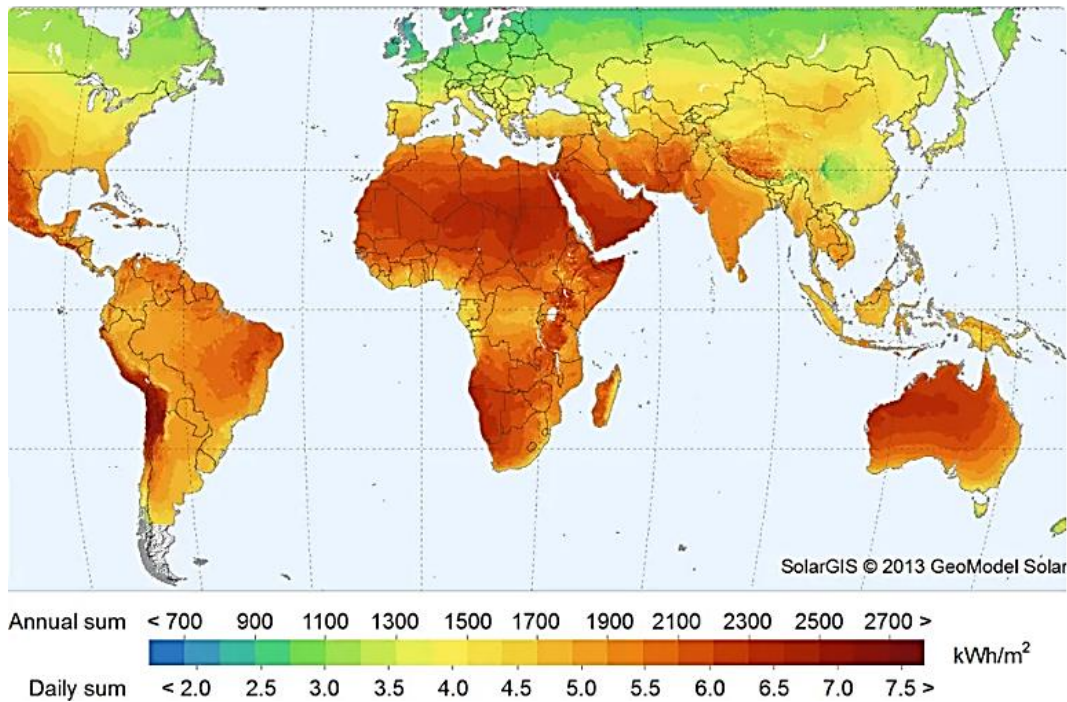 SolarGIS © 2013 GeoModel Solar
Annual sum < 700 900 1100 1300 1500 1700 1900 2100 2300 2500 2700 >
kWh/m²
Daily sum < 2.0 2.5 3.0 3.5 4.0 4.5 5.0 5.5 6.0 6.5 7.0 7.5 >